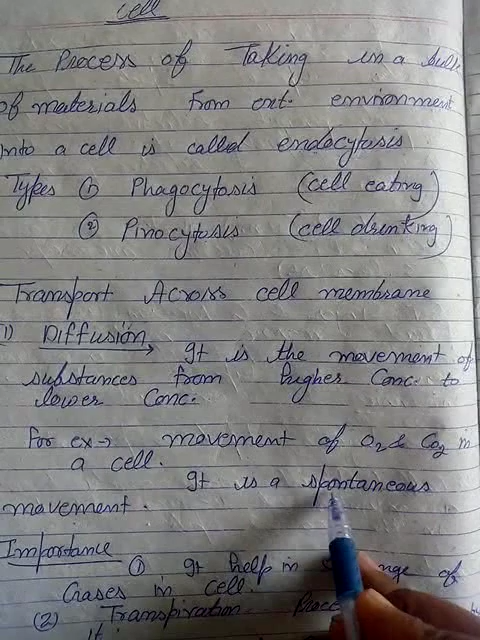 Cell
The Process of Taking in a bulk
of materials from ext. environment
into a cell is called endocytosis
Types ① Phagocytosis (cell eating)
② Pinocytosis (cell drinking)
Transport Across cell membrane
1) Diffusion → It is the movement of
substances from higher Conc. to
lower Conc.
For ex → movement of O2 & CO2 in
a cell.
It is a spontaneous
movement.
Importance ① It help in of
Gases in cell.
(2) Transpiration
It